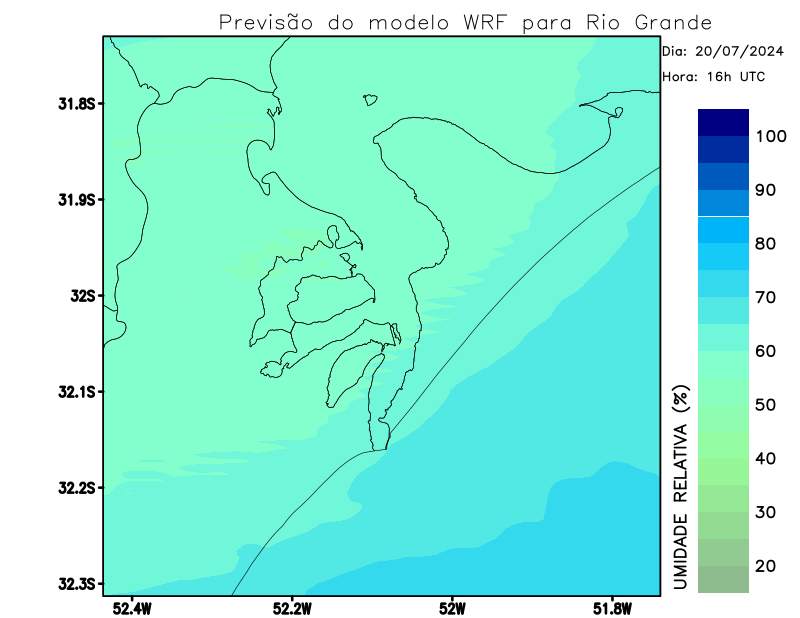 Previsão do modelo WRF para Rio Grande
Dia: 20/07/2024
Hora: 16h UTC
31.8S
31.9S
32S
32.1S
32.2S
32.3S
52.4W
52.2W
52W
51.8W
100
90
80
70
60
50
40
30
20
UMIDADE RELATIVA (%)